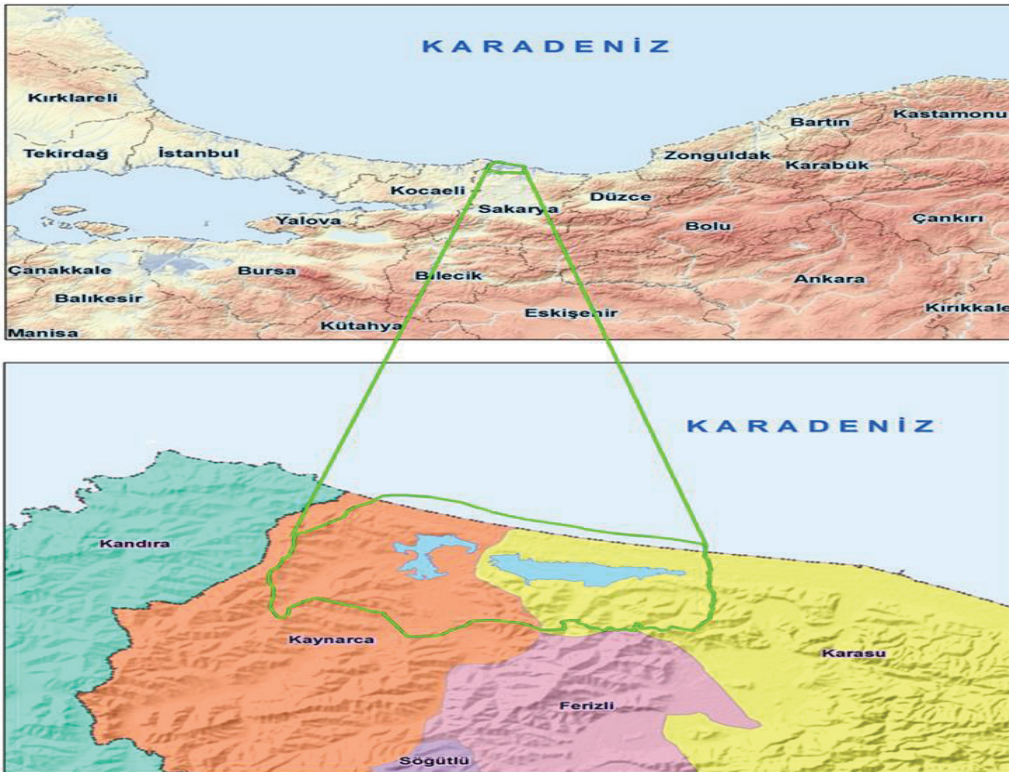 KARADENİZ
Kırklareli
Kastamonu
Bartın
Tekirdağ
İstanbul
Zonguldak
Karabük
Kocaeli
Düzce
Sakarya
Yalova
Bolu
Çankırı
Çanakkale
Bursa
Bilecik
Ankara
Balıkesir
Kırıkkale
Eskişehir
Kütahya
Manisa
KARADENİZ
Kandıra
Kaynarca
Karasu
Ferizli
Söğütlü